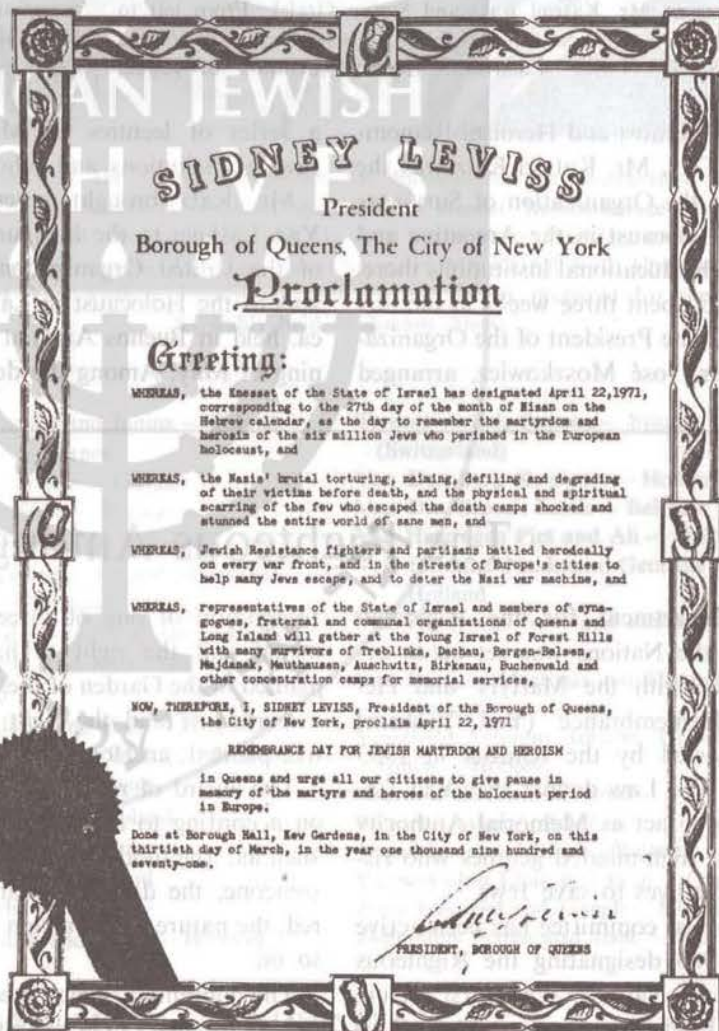 CAN JEWISH
HIVES
SIDNEY LEVISS
President
Borough of Queens, The City of New York
Proclamation
Greeting:
WHEREAS, the Knesset of the State of Israel has designated April 22,1971,
corresponding to the 27th day of the month of Nisan on the
Hebrew calendar, as the day to remember the martyrdom and
heroism of the six million Jews who perished in the European
holocaust, and
WHEREAS, the Nazis' brutal torturing, maiming, defiling and degrading
of their victims before death, and the physical and spiritual
scarring of the few who escaped the death camps shocked and
stunned the entire world of sane men, and
WHEREAS, Jewish Resistance fighters and partisans battled herodically
on every war front, and in the streets of Europe's cities to
help many Jews escape, and to deter the Nazi war machine, and
WHEREAS, representatives of the State of Israel and members of syna-
gogues, fraternal and communal organizations of Queens and
Long Island will gather at the Young Israel of Forest Hills
with many survivors of Treblinka, Dachau, Bergen-Belsen,
Majdanek, Mauthausen, Auschwitz, Birkenau, Buchenwald and
other concentration camps for memorial services,
NOW, THEREFORE, I, SIDNEY LEVISS, President of the Borough of Queens,
the City of New York, proclaim April 22, 1971
REMEMBRANCE DAY FOR JEWISH MARTYRDOM AND HEROISM
in Queens and urge all our citizens to give pause in
memory of the martyrs and heroes of the holocaust period
in Europe.
Done at Borough Hall, Kew Gardens, in the City of New York, on this
thirtieth day of March, in the year one thousand nine hundred and
seventy-one.
PRESIDENT, BOROUGH OF QUEENS